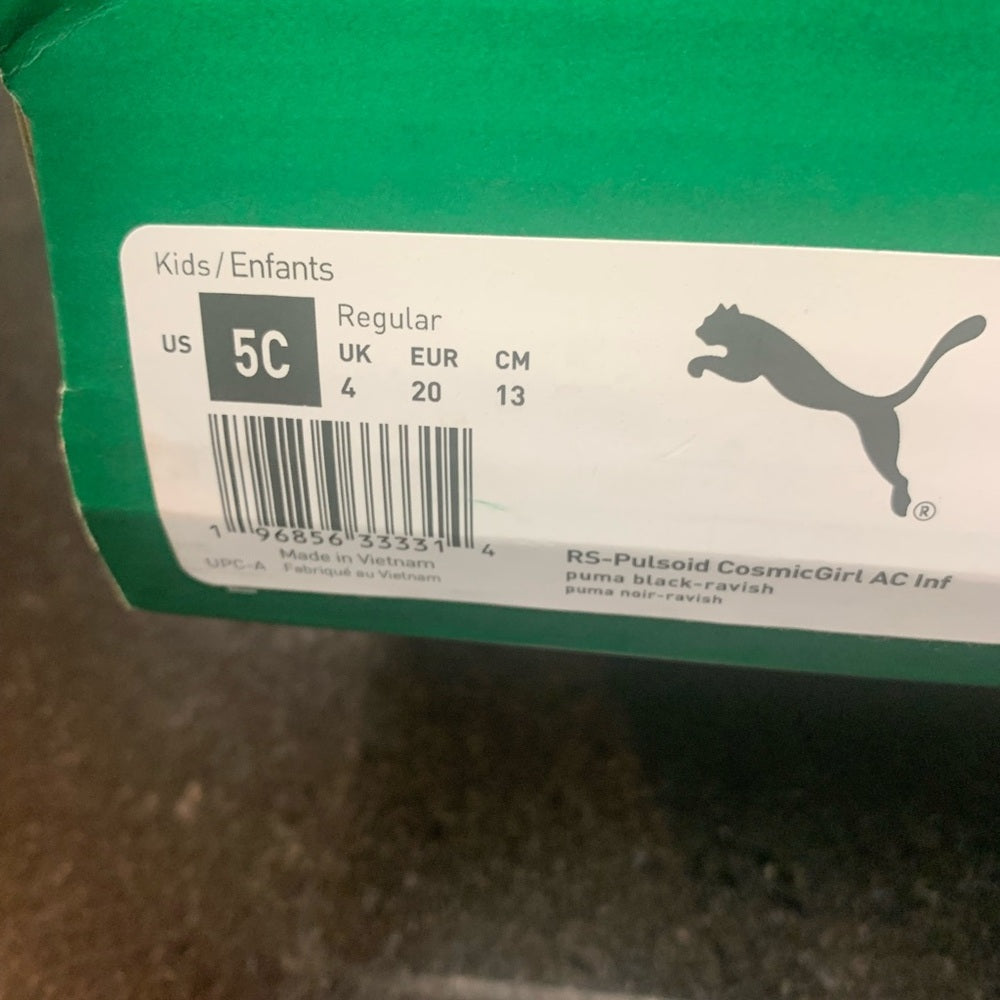 Kids/Enfants
US 5C
Regular
UK EUR CM
4 20 13
1 96856 33331 4
UPC-A
Made in Vietnam
Fabriqué au Vietnam
®
RS-Pulsoid CosmicGirl AC Inf
puma black-ravish
puma noir-ravish